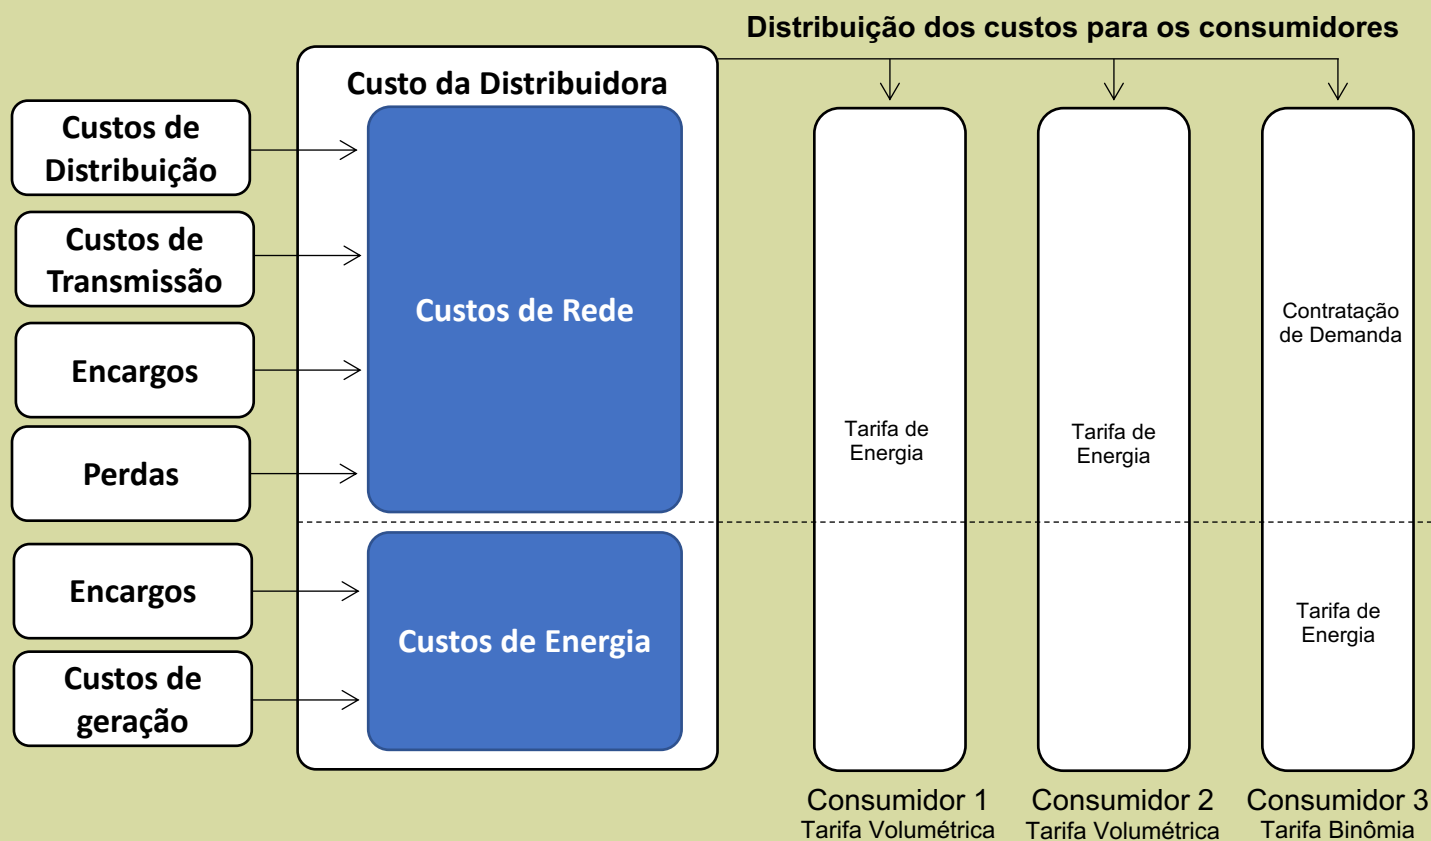 Distribuição dos custos para os consumidores
Custo da Distribuidora
Custos de
Distribuição
Custos de
Transmissão
Encargos
Perdas
Encargos
Custos de
geração
Custos de Rede
Custos de Energia
Tarifa de
Energia
Tarifa de
Energia
Contratação
de Demanda
Tarifa de
Energia
Consumidor 1
Tarifa Volumétrica
Consumidor 2
Tarifa Volumétrica
Consumidor 3
Tarifa Binômia